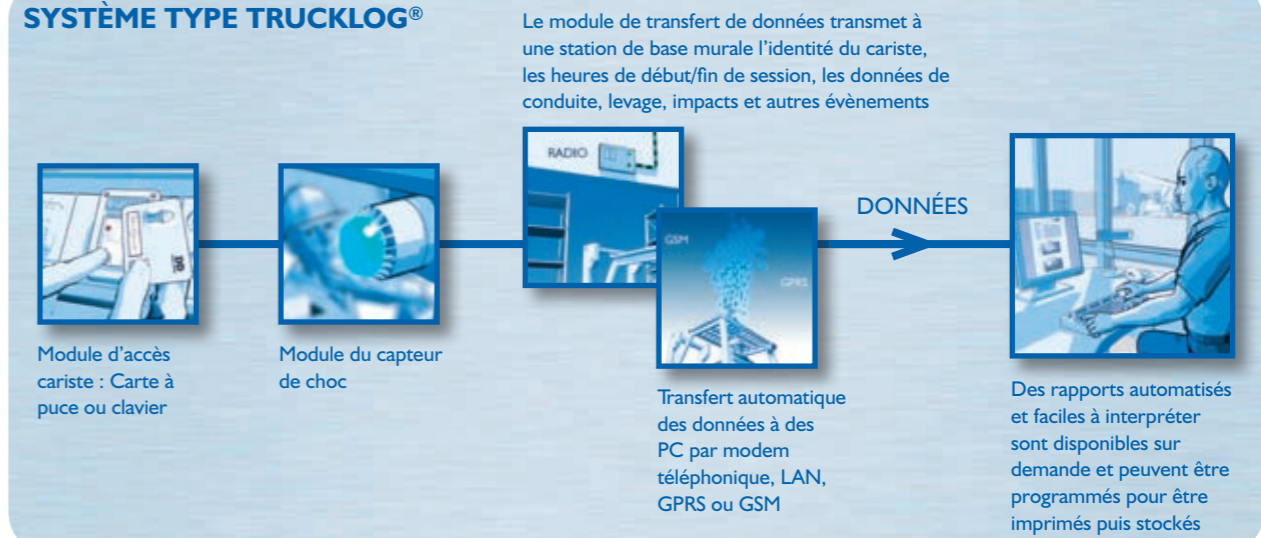 SYSTÈME TYPE TRUCKLOG®
Le module de transfert de données transmet à
une station de base murale l'identité du cariste,
les heures de début/fin de session, les données de
conduite, levage, impacts et autres évènements
RADIO
GSM
GPRS
DONNÉES
Module d'accès
cariste : Carte à
puce ou clavier
Module du capteur
de choc
Transfert automatique
des données à des
PC par modem
téléphonique, LAN,
GPRS ou GSM
Des rapports automatisés
et faciles à interpréter
sont disponibles sur
demande et peuvent être
programmés pour être
imprimés puis stockés